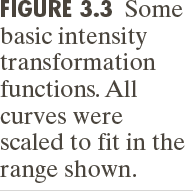 FIGURE 3.3 Some
basic intensity
transformation
functions. All
curves were
scaled to fit in the
range shown.